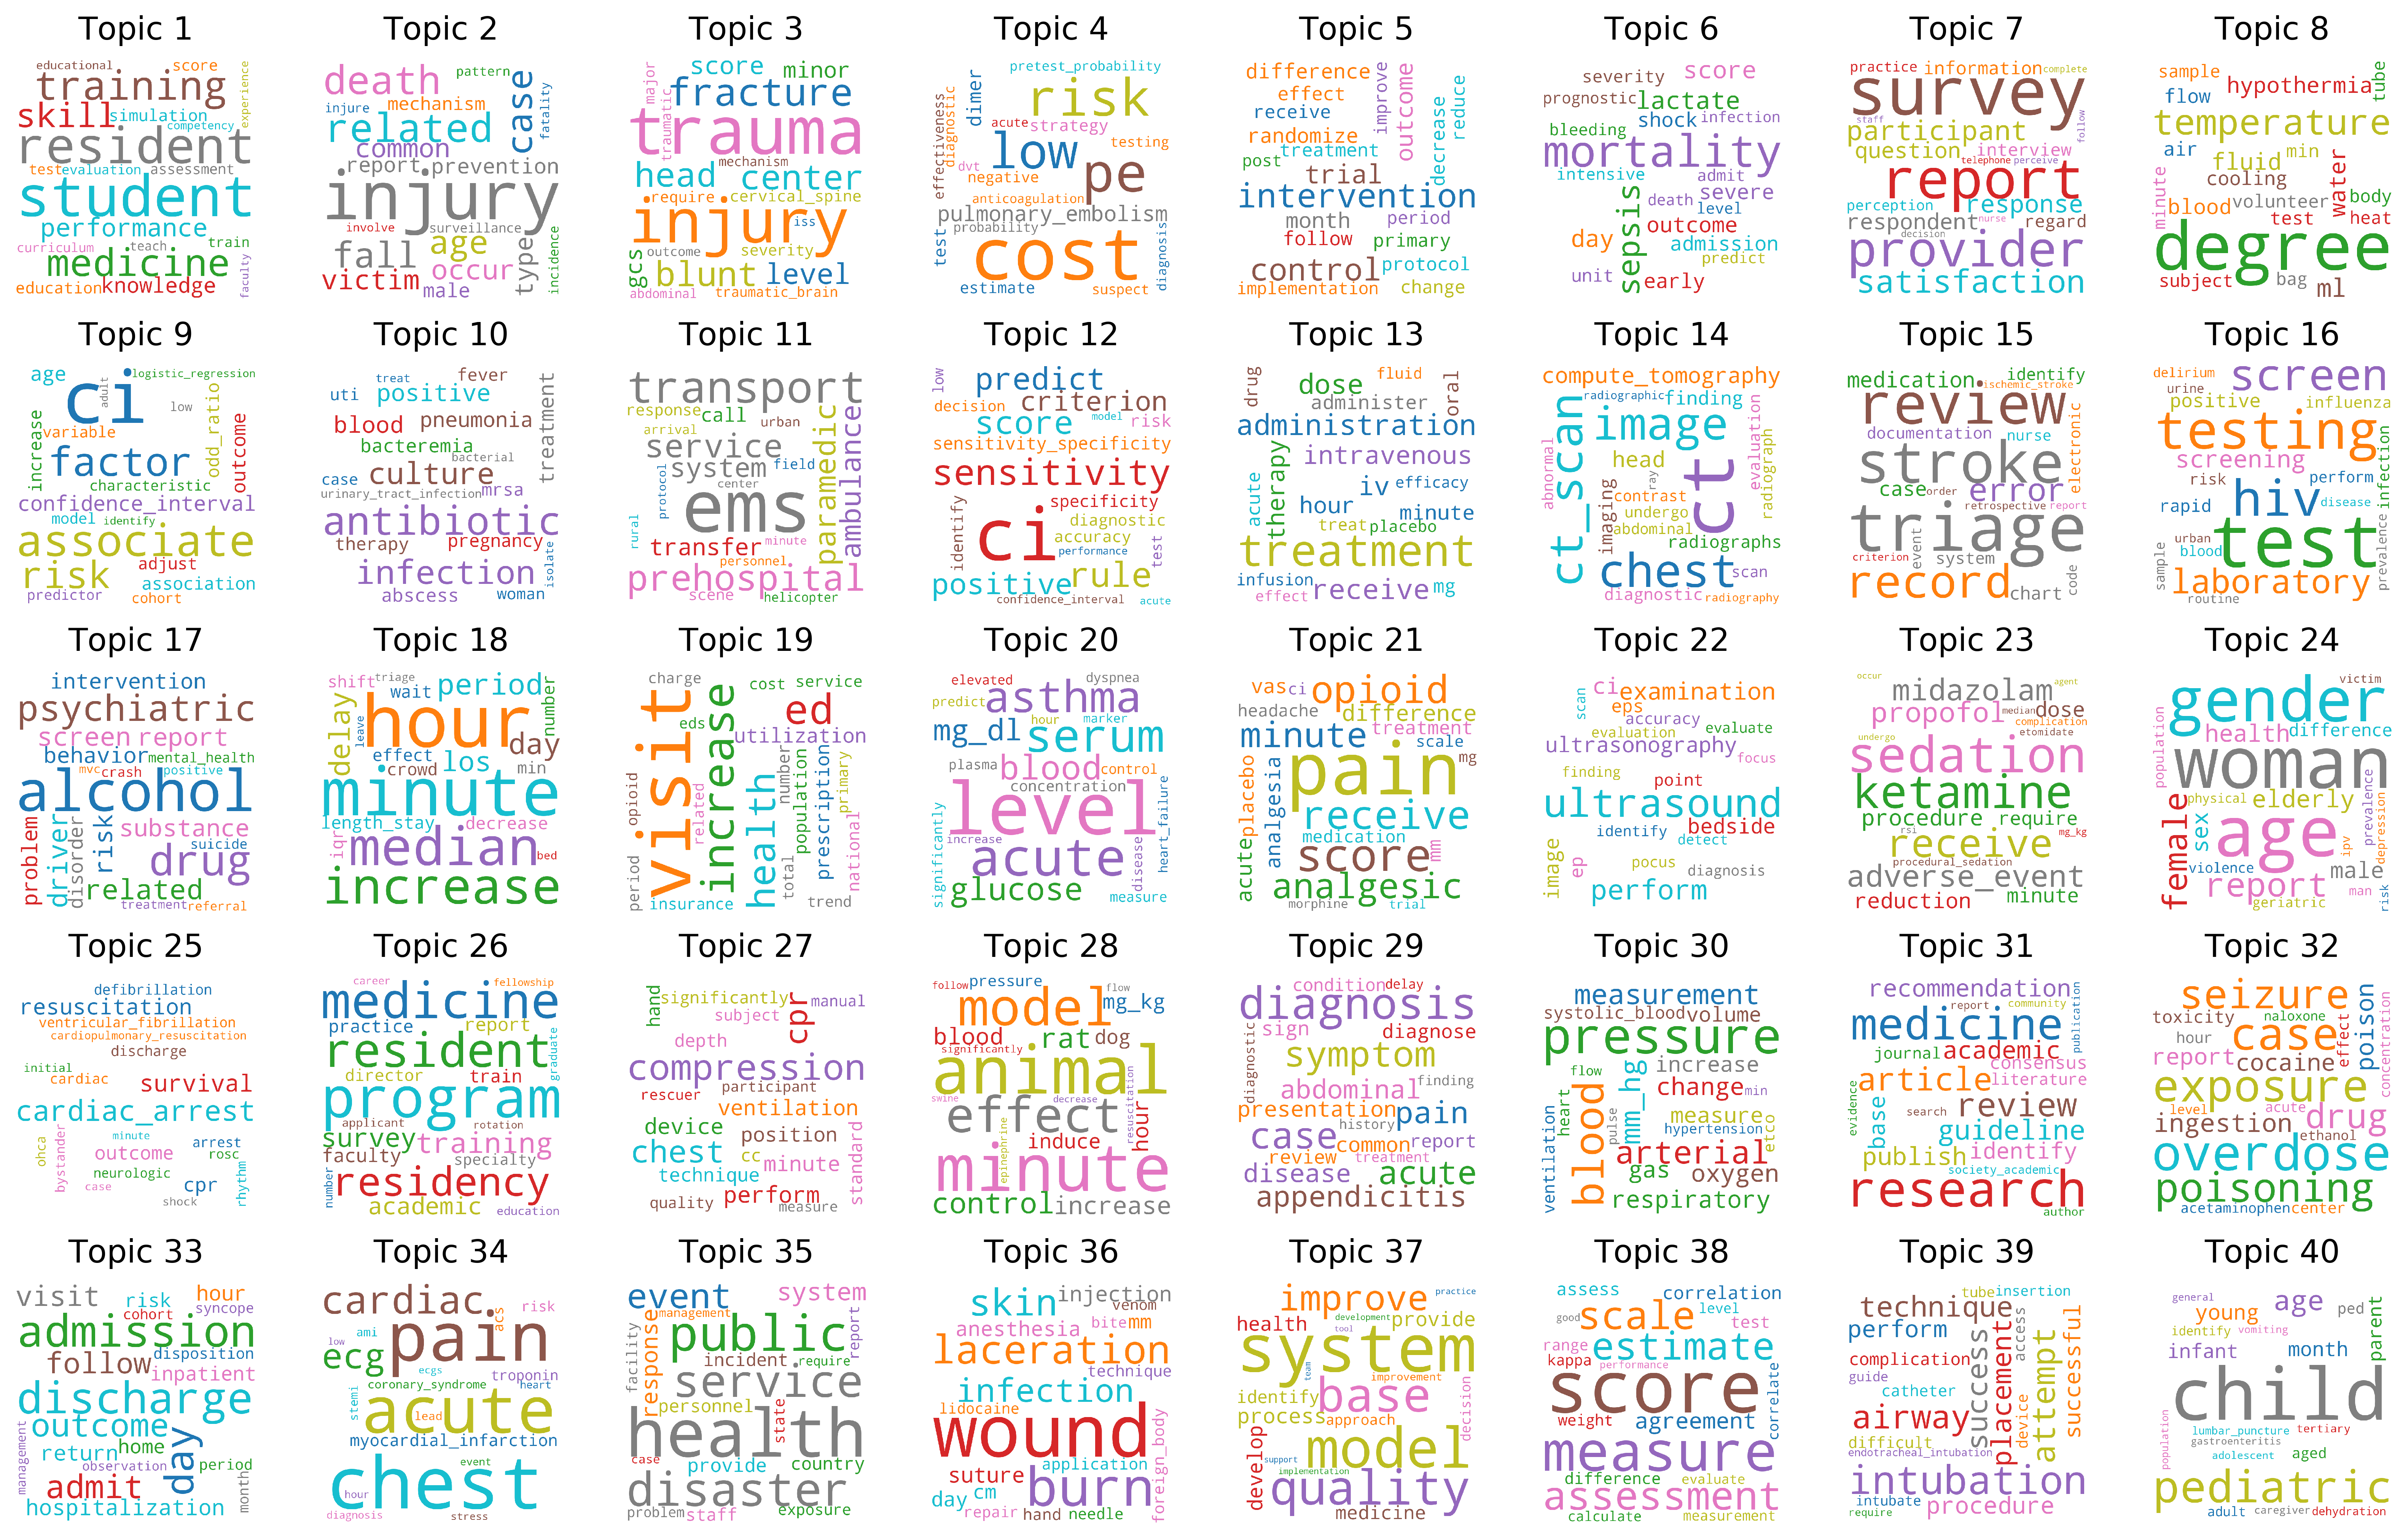 Topic 1
educational score
training
experience
skill
simulation
competency
resident
test evaluation assessment
student
performance
curriculum teach train
medicine
faculty
education knowledge
Topic 2
death pattern
case
injure mechanism
fatality
related
common
report prevention
injury
involve surveillance
fall age type
occur
incidence
victim male
Topic 3
major score minor
fracture
traumatic
trauma
mechanism
head center
require cervical_spine
injury
iss
outcome severity
gcs blunt level
abdominal traumatic_brain
Topic 4
pretest_probability
dimer risk
effectiveness
diagnostic
acute strategy
low testing
dvt pe
negative
anticoagulation
pulmonary_embolism
probability
test cost
diagnosis
estimate suspect
Topic 5
difference improve outcome
effect
receive decrease reduce
randomize
treatment
post trial
intervention
month period
follow primary
control protocol
implementation change
Topic 6
severity score
prognostic lactate
shock infection
bleeding
mortality
intensive admit
sepsis death severe
level
outcome
day admission
predict
unit early
Topic 7
practice information complete
survey
staff follow
participant
question interview
telephone perceive
report
perception response
respondent nurse regard
decision
provider
satisfaction
Topic 8
sample hypothermia tube
flow
temperature
air fluid min
cooling water
minute volunteer body
blood test heat
degree
subject bag ml
Topic 9
age ci logistic_regression
adult
low odd_ratio
increase variable outcome
factor
characteristic
confidence_interval
model identify
associate
risk adjust
association
predictor cohort
Topic 10
treat fever
uti positive treatment
blood pneumonia
bacteremia
bacterial
case culture
urinary_tract_infection mrsa
antibiotic
therapy pregnancy
isolate
infection
abscess woman
Topic 11
transport
response call urban
arrival paramedic ambulance
service
system field
protocol center
rural ems
transfer minute
personnel
prehospital
scene helicopter
Topic 12
low predict
decision criterion
score model risk
sensitivity_specificity
sensitivity
identify specificity
ci diagnostic
accuracy
performance test
positive rule
confidence_interval acute
Topic 13
drug dose fluid oral
administer
administration
therapy intravenous
acute iv efficacy
hour minute
treat placebo
treatment
infusion receive mg
effect
Topic 14
compute_tomography
radiographic finding
ct_scan image evaluation
abnormal head ct
imaging ray radiograph
contrast
undergo
abdominal
radiographs
chest scan
diagnostic radiography
Topic 15
medication ischemic_stroke identify
review
documentation nurse electronic
stroke
case order error
retrospective report
triage
criterion event system
record
chart code
Topic 16
delirium screen
urine
positive influenza
testing
screening infection
risk perform
rapid hiv disease
urban test prevalence
blood
sample laboratory
routine
Topic 17
intervention
psychiatric
screen report
behavior mental_health
mvc crash positive
alcohol
problem driver disorder risk substance
suicide
drug
related
treatment referral
Topic 18
shift triage
wait period number
delay leave hour
effect day
crowd los min
minute
length_stay decrease
iqr median bed
increase
Topic 19
charge cost service
visit increase ed
eds utilization
opioid related health number population prescription primary
period total national
insurance trend
Topic 20
elevated dyspnea
predict asthma
hour marker
mg_dl serum
plasma blood control
concentration
level
significantly increase disease heart_failure
acute
glucose measure
Topic 21
vas ci opioid
headache difference
minute treatment
scale
placebo analgesia pain mg
receive
medication
acute score mm
analgesic
morphine trial
Topic 22
scan ci examination
eps
accuracy evaluate
evaluation
ultrasonography
focus
finding point
ultrasound
identify bedside
detect
image ep pocus diagnosis
perform
Topic 23
occur midazolam agent
propofol median dose
complication
undergo etomidate
sedation
ketamine
procedure require
rsi mg_kg
receive
procedural_sedation
adverse_event
reduction minute
Topic 24
gender victim
population health difference
woman
physical elderly prevalence depression
female sex age ipv
violence male
report man risk
geriatric
Topic 25
defibrillation
resuscitation
ventricular_fibrillation
cardiopulmonary_resuscitation
discharge
initial
cardiac survival
cardiac_arrest
ohca bystander minute arrest
outcome rosc
neurologic rhythm
case cpr
shock
Topic 26
career fellowship
medicine
practice report
resident graduate
director train
program
applicant rotation
survey training
faculty specialty
number residency
academic education
Topic 27
hand significantly cpr manual
subject
depth
compression
participant
rescuer ventilation
device position standard
chest cc minute
technique
quality perform
measure
Topic 28
follow pressure flow
model mg_kg
blood rat dog
significantly
animal
swine decrease resuscitation
effect hour
epinephrine induce
minute
control increase
Topic 29
condition delay
diagnosis
sign diagnose
diagnostic symptom
abdominal finding
presentation pain
history
case common report
review treatment
disease acute
appendicitis
Topic 30
measurement
systolic_blood volume
pressure
flow mm_hg increase
heart change min
blood pulse measure etco
ventilation hypertension
arterial
gas oxygen
respiratory
Topic 31
recommendation publication
report community
medicine
journal academic
consensus
article literature
evidence base search review
guideline
publish identify
society_academic
research
author
Topic 32
seizure poison concentration
toxicity naloxone
case effect
hour
report cocaine
exposure
level acute drug
ingestion
ethanol
overdose
poisoning
acetaminophen center
Topic 33
visit risk hour
cohort syncope
admission
follow disposition
inpatient
discharge
outcome day
return home
management observation period
admit month
hospitalization
Topic 34
cardiac acs risk
ami pain
low ecg
ecgs troponin
coronary_syndrome heart
stemi acute
lead
myocardial_infarction
event
chest
hour
diagnosis stress
Topic 35
event system
management
response public report
facility incident require
service
personnel state
health
case provide country
disaster
problem staff exposure
Topic 36
skin injection
venom
anesthesia bite mm
laceration
technique
infection
lidocaine
wound foreign_body
suture application
day cm burn
repair hand needle
Topic 37
improve practice
health development provide
tool
system
team improvement
identify base decision
process approach
develop model
support
implementation
quality
medicine
Topic 38
assess correlation
good scale level
test
range estimate
kappa performance
score correlate
weight agreement
measure
difference evaluate
assessment
calculate measurement
Topic 39
tube insertion
technique access
perform success placement attempt successful
complication
guide
catheter
airway device
difficult
endotracheal_intubation
intubation
intubate procedure
require
Topic 40
general age
young ped parent
identify vomiting
infant month
child
population lumbar_puncture tertiary
gastroenteritis
adolescent aged
pediatric
adult caregiver dehydration